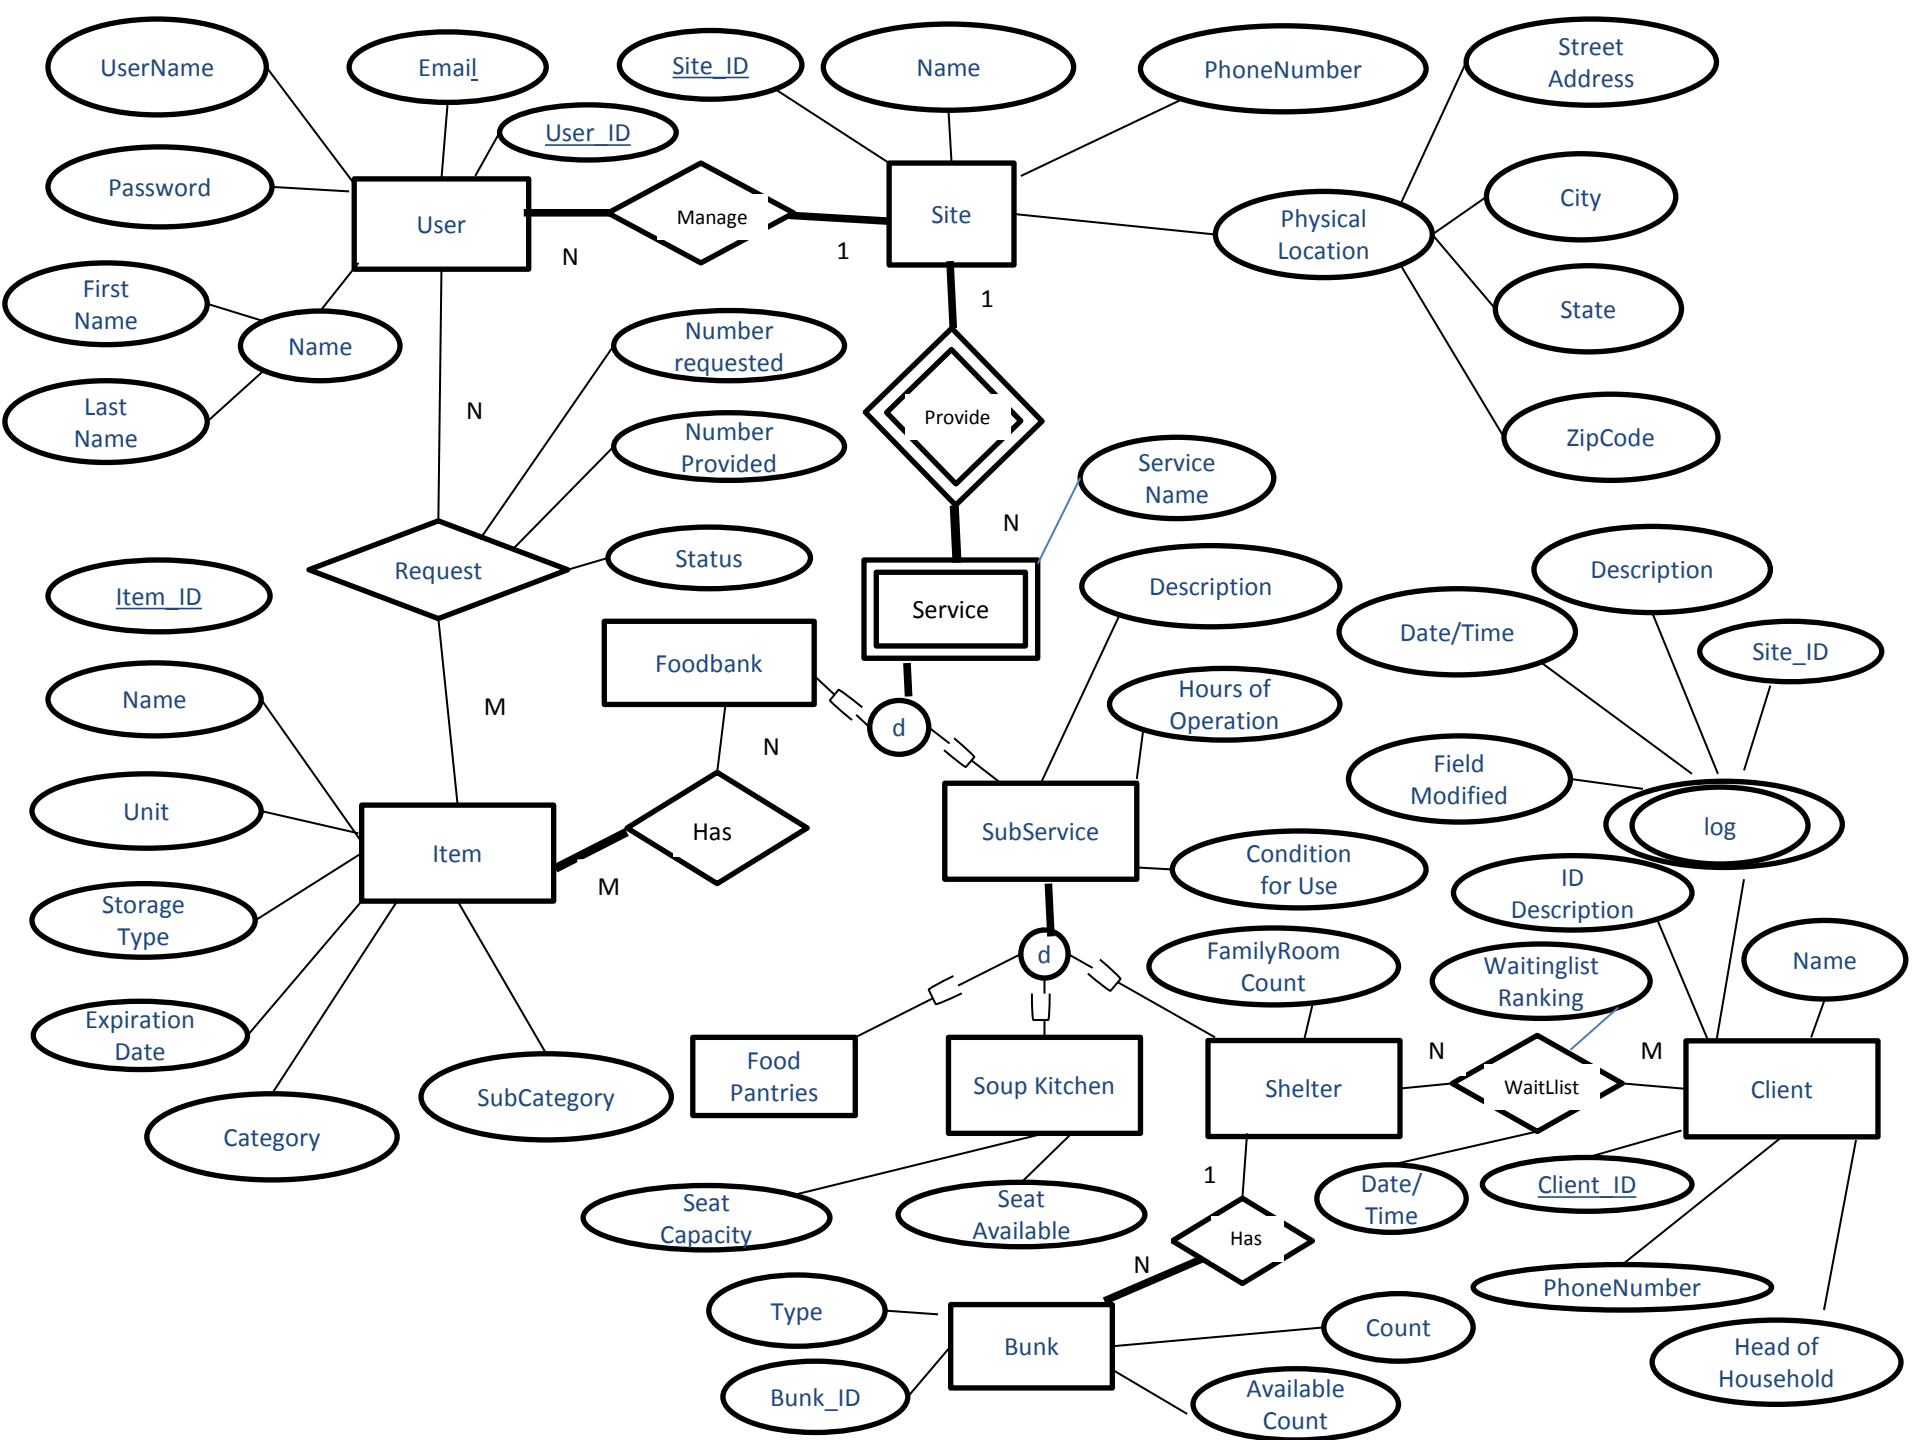 UserName
Email
Site_ID
Name
PhoneNumber
Street
Address
User_ID
Password
User
N
Manage
1
Site
Physical
Location
City
First
Name
Name
Last
Name
1
State
ZipCode
Number
requested
N
Number
Provided
Provide
Service
Name
N
Request
Status
Item_ID
Service
Description
Description
Date/Time
Site_ID
Foodbank
Hours of
Operation
Name
M
N
d
Field
Modified
Unit
Item
Has
M
SubService
log
Condition
for Use
ID
Description
Storage
Type
d
FamilyRoom
Count
Waitinglist
Ranking
Name
Expiration
Date
Food
Pantries
Soup Kitchen
Shelter
N
WaitLlist
M
Client
SubCategory
Category
Seat
Capacity
Seat
Available
1
Date/
Time
Client_ID
Has
N
PhoneNumber
Type
Bunk
Count
Head of
Household
Bunk_ID
Available
Count